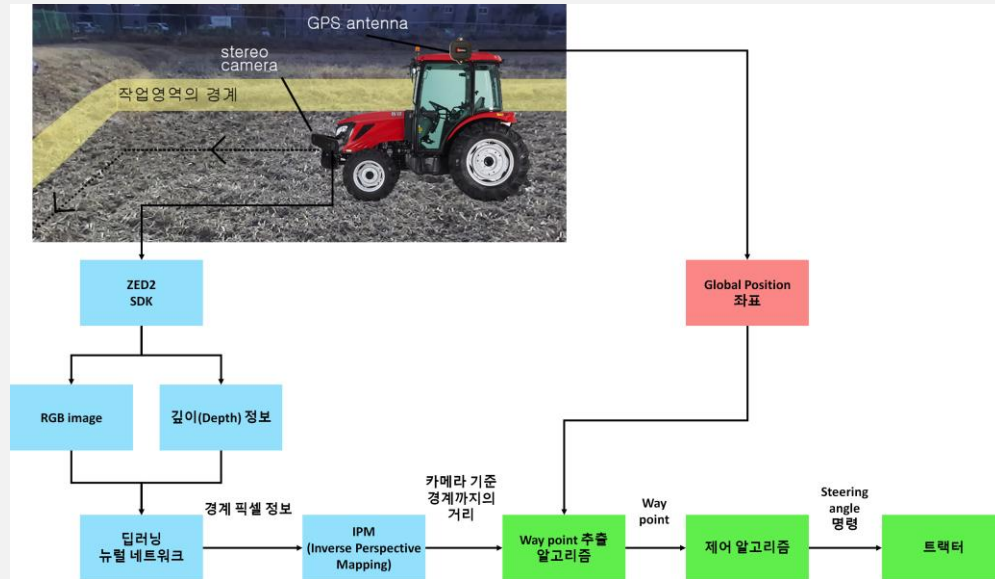 GPS antenna
stereo
camera
작업영역의 경계
ZED2
SDK
Global Position
좌표
RGB image
깊이(Depth) 정보
딥러닝
뉴럴 네트워크
경계 픽셀 정보
IPM
(Inverse Perspective
Mapping)
카메라 기준
경계까지의
거리
Way point 추출
알고리즘
Way
point
제어 알고리즘
Steering
angle
명령
트랙터